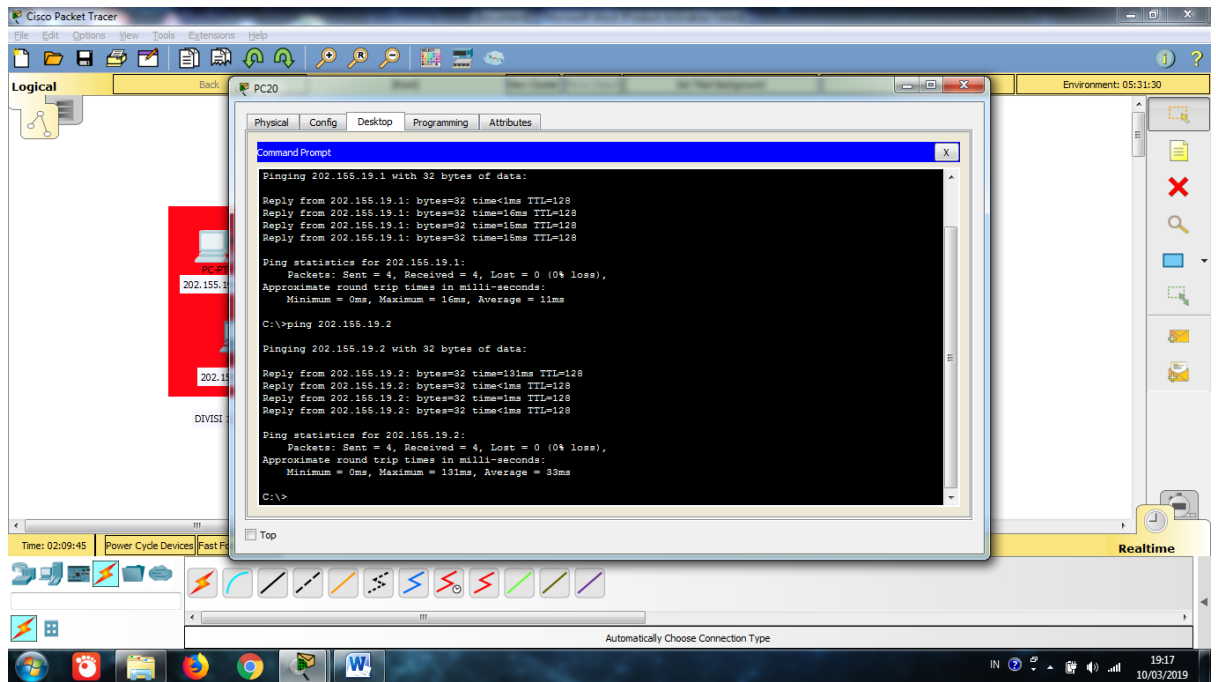 Cisco Packet Tracer
File Edit Options View Tools Extensions Help
Logical
Back
Environment: 05:31:30
PC20
Physical Config Desktop Programming Attributes
Command Prompt
X
Pinging 202.155.19.1 with 32 bytes of data:
Reply from 202.155.19.1: bytes=32 time<1ms TTL=128
Reply from 202.155.19.1: bytes=32 time=16ms TTL=128
Reply from 202.155.19.1: bytes=32 time=15ms TTL=128
Reply from 202.155.19.1: bytes=32 time=15ms TTL=128
Ping statistics for 202.155.19.1:
Packets: Sent = 4, Received = 4, Lost = 0 (0% loss),
Approximate round trip times in milli-seconds:
Minimum = 0ms, Maximum = 16ms, Average = 11ms
C:\>ping 202.155.19.2
Pinging 202.155.19.2 with 32 bytes of data:
Reply from 202.155.19.2: bytes=32 time=131ms TTL=128
Reply from 202.155.19.2: bytes=32 time<1ms TTL=128
Reply from 202.155.19.2: bytes=32 time=1ms TTL=128
Reply from 202.155.19.2: bytes=32 time<1ms TTL=128
Ping statistics for 202.155.19.2:
Packets: Sent = 4, Received = 4, Lost = 0 (0% loss),
Approximate round trip times in milli-seconds:
Minimum = 0ms, Maximum = 131ms, Average = 33ms
C:\>
Top
PC-PT
202.155.1
202.15
DIVISI
Time: 02:09:45
Power Cycle Devices
Fast Fo
Realtime
Automatically Choose Connection Type
IN
19:17
10/03/2019